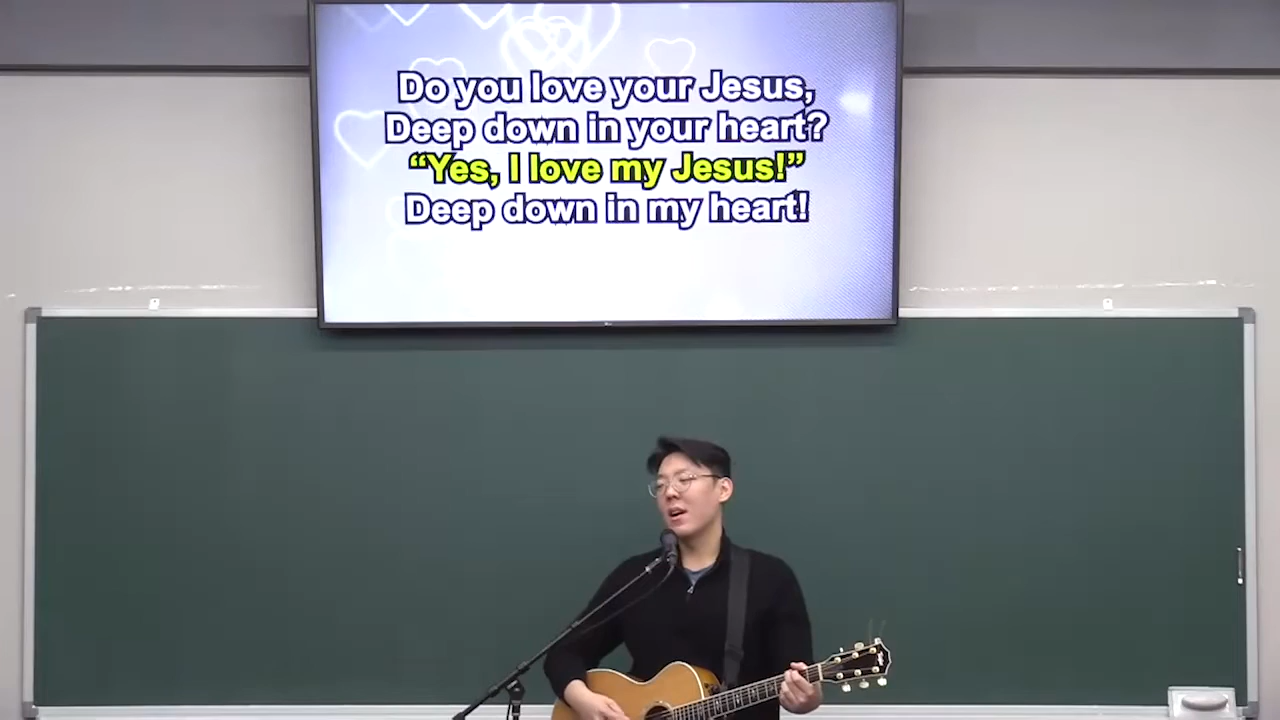 Do you love your Jesus,
Deep down in your heart?
“Yes, I love my Jesus!”
Deep down in my heart!